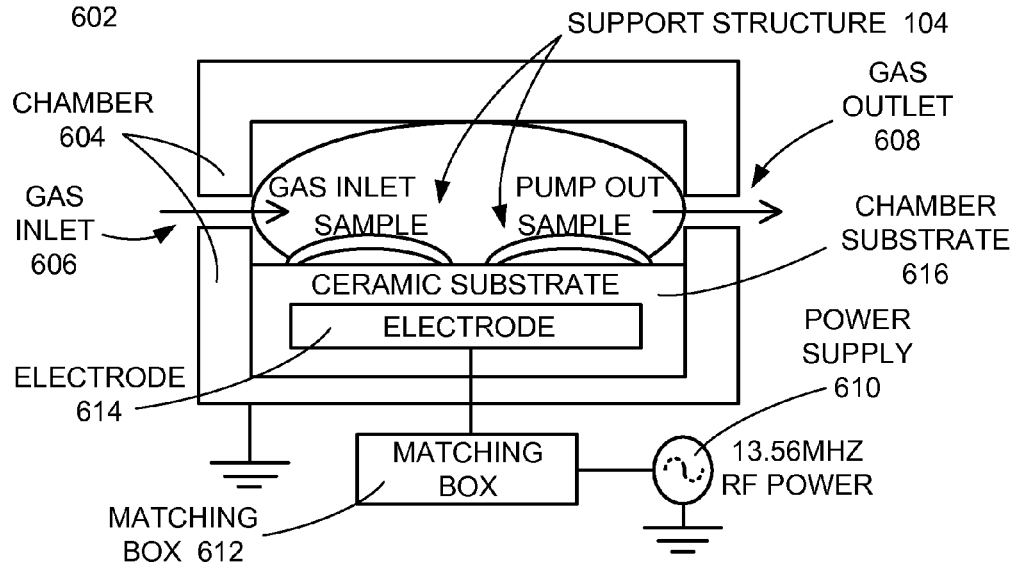 602
SUPPORT STRUCTURE 104
CHAMBER
604
GAS
OUTLET
608
GAS INLET
PUMP OUT
SAMPLE
SAMPLE
GAS
INLET
606
CHAMBER
SUBSTRATE
616
CERAMIC SUBSTRATE
ELECTRODE
POWER
SUPPLY
610
ELECTRODE
614
MATCHING
BOX
13.56MHZ
RF POWER
MATCHING
BOX 612